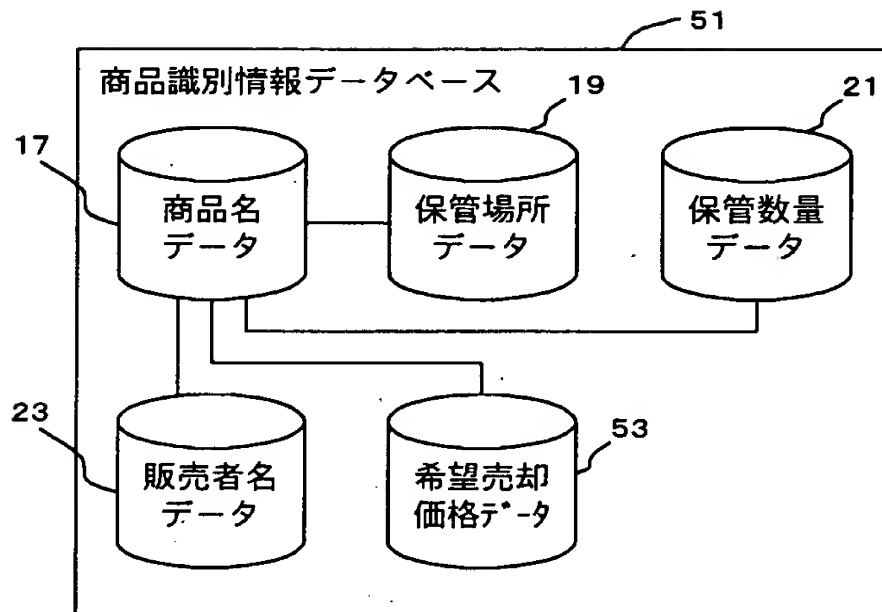 51
商品識別情報データベース
19
21
17
商品名
データ
保管場所
データ
保管数量
データ
23
53
販売者名
データ
希望売却
価格データ